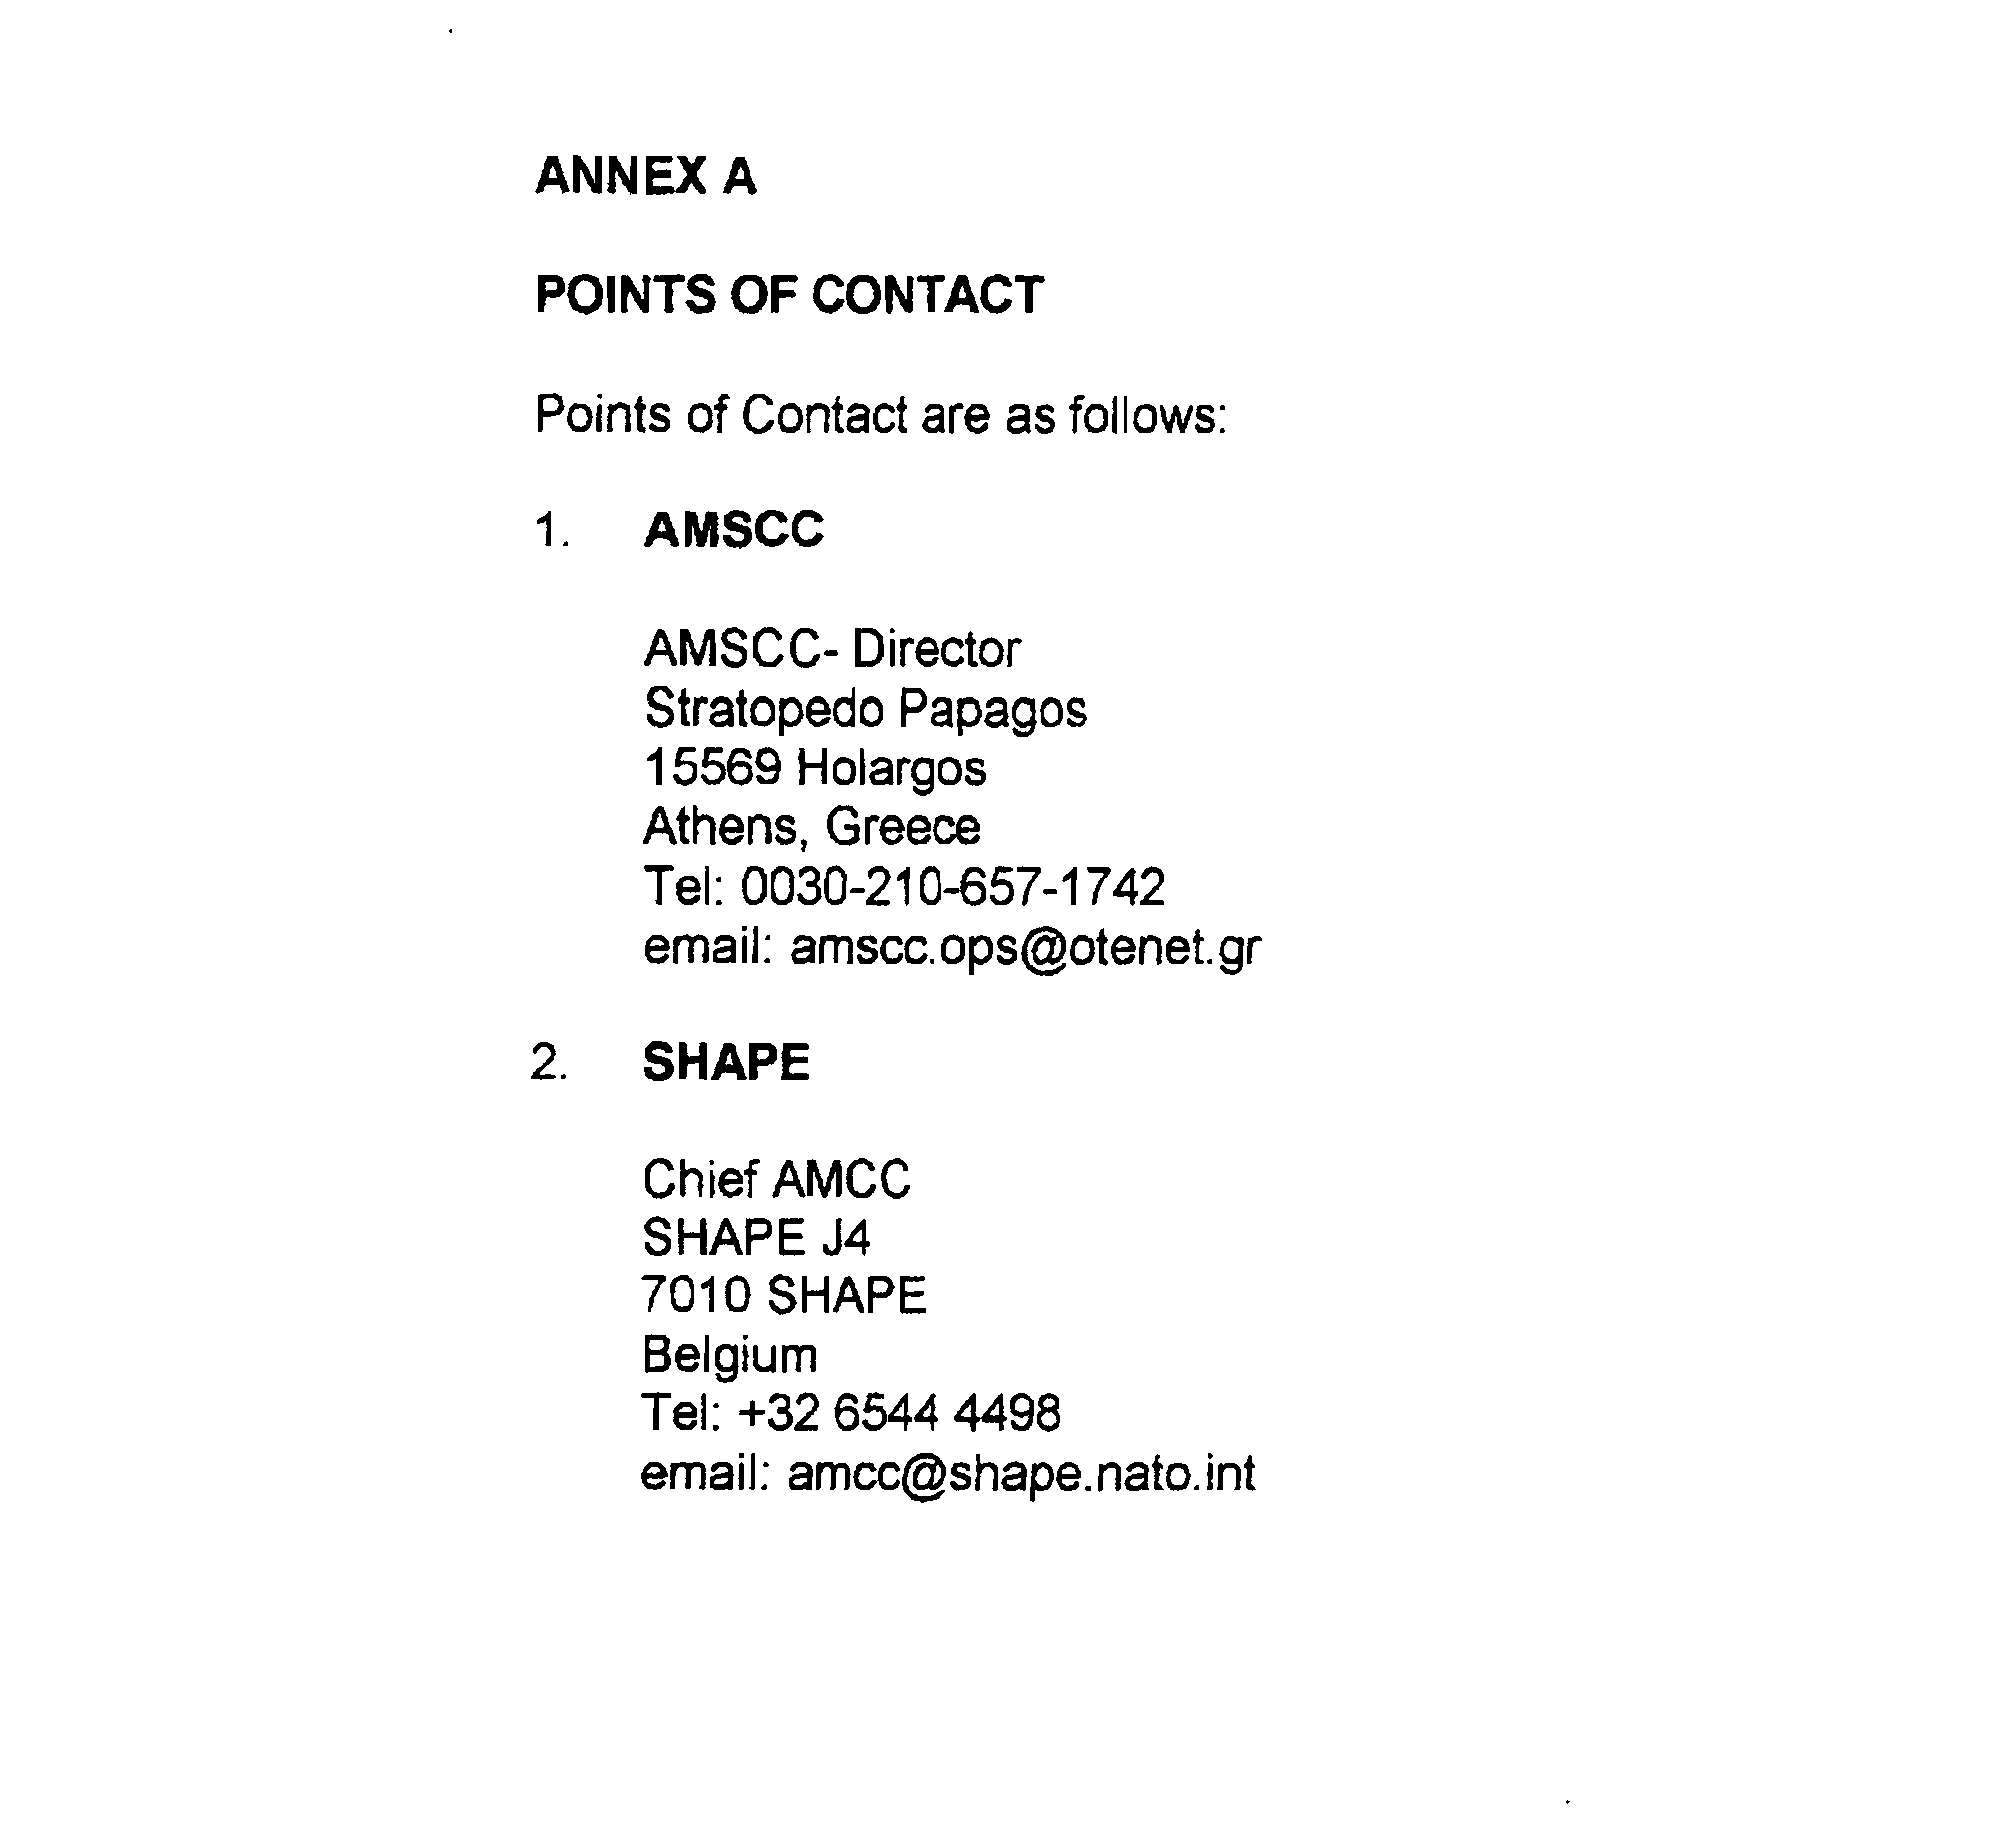 ANNEX A
POINTS OF CONTACT
Points of Contact are as follows:
1. AMSCC
AMSCC- Director
Stratopedo Papagos
15569 Holargos
Athens, Greece
Tel: 0030-210-657-1742
email: amscc.ops@otenet.gr
2. SHAPE
Chief AMCC
SHAPE J4
7010 SHAPE
Belgium
Tel: +32 6544 4498
email: amcc@shape.nato.int